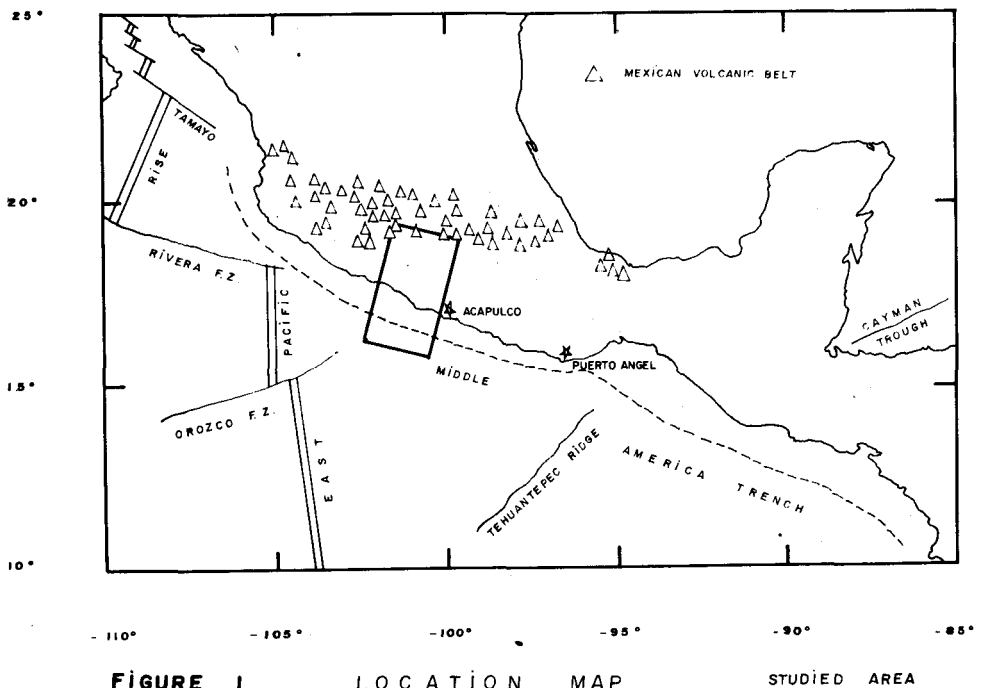 25°
20°
15°
10°
MEXICAN VOLCANIC BELT
TAMAYO
RISE
RIVERA F.Z.
PACIFIC
ACAPULCO
PUERTO ANGEL
CAYMAN
TROUGH
MIDDLE
AMERICA TRENCH
OROZCO F.Z.
EAST
TEHUANTEPEC RIDGE
-110° -105° -100° -95° -90° -85°
FIGURE 1 LOCATION MAP STUDIED AREA